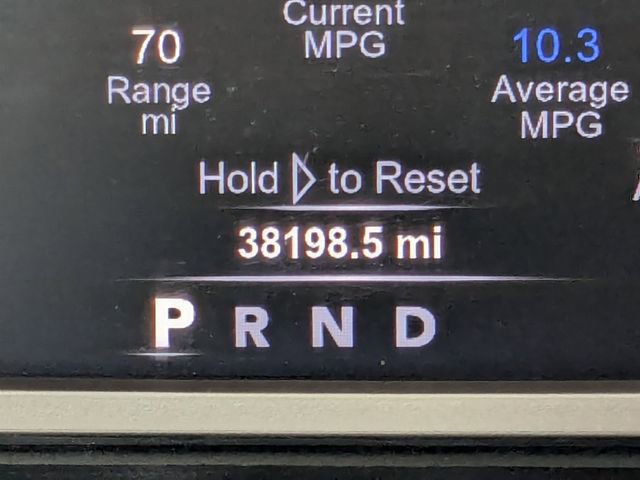 Current
MPG
70
Range
mi
10.3
Average
MPG
Hold ▷ to Reset
38198.5 mi
P R N D